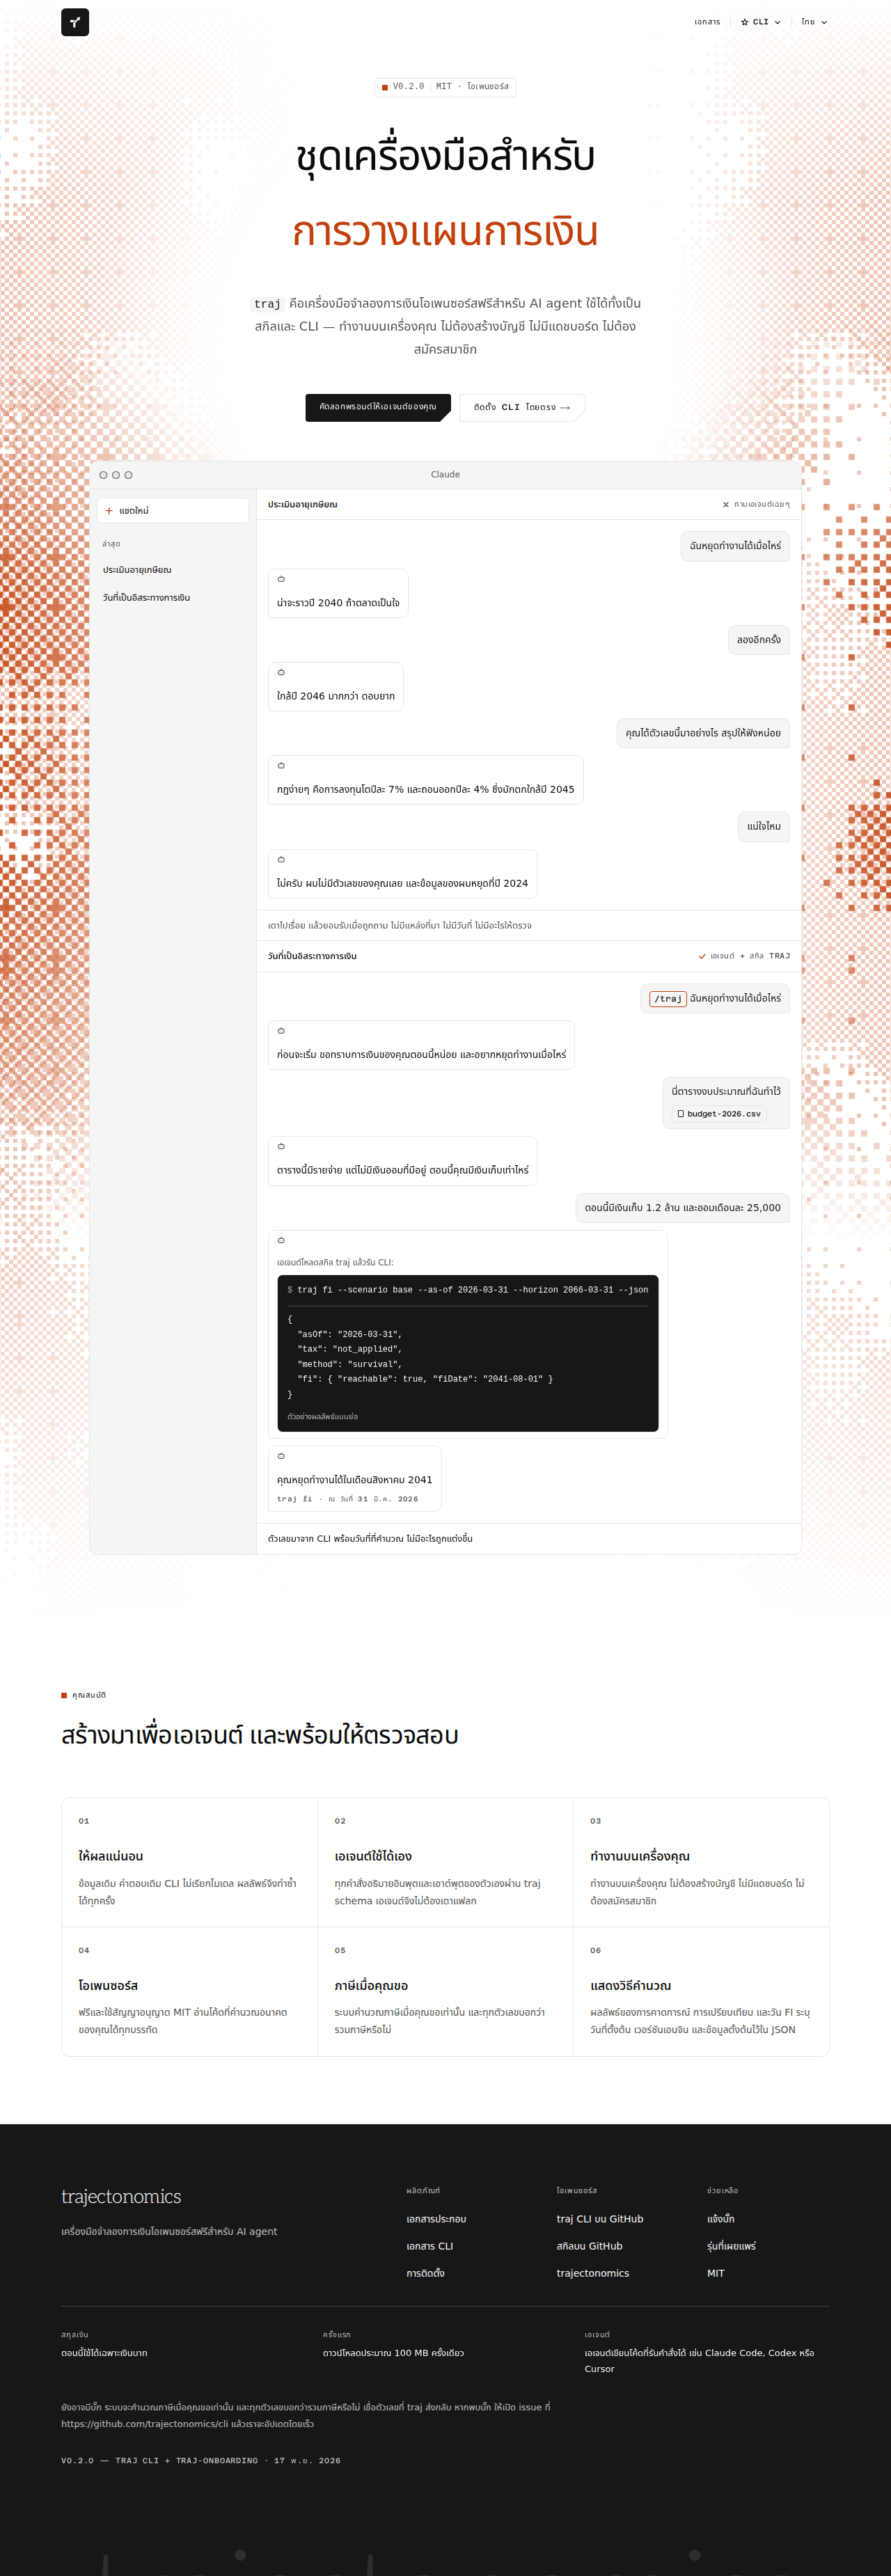 เอกสาร
CLI
ไทย
V0.2.0 MIT · โอเพนซอร์ส
ชุดเครื่องมือสำหรับ
การวางแผนการเงิน
traj คือเครื่องมือจำลองการเงินโอเพนซอร์สฟรีสำหรับ AI agent ใช้ได้ทั้งเป็น
สกิลและ CLI — ทำงานบนเครื่องคุณ ไม่ต้องสร้างบัญชี ไม่มีแดชบอร์ด ไม่ต้อง
สมัครสมาชิก
คัดลอกพรอมต์ให้เอเจนต์ของคุณ
ติดตั้ง CLI โดยตรง →
Claude
+ แชตใหม่
ล่าสุด
ประเมินอายุเกษียณ
วันที่เป็นอิสระทางการเงิน
ประเมินอายุเกษียณ
ถามเอเจนต์เฉยๆ
ฉันหยุดทำงานได้เมื่อไหร่
น่าจะราวปี 2040 ถ้าตลาดเป็นใจ
ลองอีกครั้ง
ใกล้ปี 2046 มากกว่า ตอบยาก
คุณได้ตัวเลขนี้มาอย่างไร สรุปให้ฟังหน่อย
กฎง่ายๆ คือการลงทุนโตปีละ 7% และถอนออกปีละ 4% ซึ่งมักตกใกล้ปี 2045
แน่ใจไหม
ไม่ครับ ผมไม่มีตัวเลขของคุณเลย และข้อมูลของผมหยุดที่ปี 2024
เดาไปเรื่อย แล้วยอมรับเมื่อถูกถาม ไม่มีแหล่งที่มา ไม่มีวันที่ ไม่มีอะไรให้ตรวจ
วันที่เป็นอิสระทางการเงิน
เอเจนต์ + สกิล TRAJ
/traj ฉันหยุดทำงานได้เมื่อไหร่
ก่อนจะเริ่ม ขอทราบการเงินของคุณตอนนี้หน่อย และอยากหยุดทำงานเมื่อไหร่
นี่ตารางงบประมาณที่ฉันทำไว้
budget-2026.csv
ตารางนี้มีรายจ่าย แต่ไม่มีเงินออมที่มีอยู่ ตอนนี้คุณมีเงินเก็บเท่าไหร่
ตอนนี้มีเงินเก็บ 1.2 ล้าน และออมเดือนละ 25,000
เอเจนต์โหลดสกิล traj แล้วรัน CLI:
$ traj fi --scenario base --as-of 2026-03-31 --horizon 2066-03-31 --json
{
"asOf": "2026-03-31",
"tax": "not_applied",
"method": "survival",
"fi": { "reachable": true, "fiDate": "2041-08-01" }
}
ตัวอย่างผลลัพธ์แบบย่อ
คุณหยุดทำงานได้ในเดือนสิงหาคม 2041
traj fi · ณ วันที่ 31 มี.ค. 2026
ตัวเลขมาจาก CLI พร้อมวันที่ที่คำนวณ ไม่มีอะไรถูกแต่งขึ้น
คุณสมบัติ
สร้างมาเพื่อเอเจนต์ และพร้อมให้ตรวจสอบ
01
ให้ผลแน่นอน
ข้อมูลเดิม คำตอบเดิม CLI ไม่เรียกโมเดล ผลลัพธ์จึงทำซ้ำ
ได้ทุกครั้ง
02
เอเจนต์ใช้ได้เอง
ทุกคำสั่งอธิบายอินพุตและเอาต์พุตของตัวเองผ่าน traj
schema เอเจนต์จึงไม่ต้องเดาแฟลก
03
ทำงานบนเครื่องคุณ
ทำงานบนเครื่องคุณ ไม่ต้องสร้างบัญชี ไม่มีแดชบอร์ด ไม่
ต้องสมัครสมาชิก
04
โอเพนซอร์ส
ฟรีและใช้สัญญาอนุญาต MIT อ่านโค้ดที่คำนวณอนาคต
ของคุณได้ทุกบรรทัด
05
ภาษีเมื่อคุณขอ
ระบบคำนวณภาษีเมื่อคุณขอเท่านั้น และทุกตัวเลขบอกว่า
รวมภาษีหรือไม่
06
แสดงวิธีคำนวณ
ผลลัพธ์ของการคาดการณ์ การเปรียบเทียบ และวัน FI ระบุ
วันที่ตั้งต้น เวอร์ชันเอนจิน และข้อมูลตั้งต้นไว้ใน JSON
trajectonomics
เครื่องมือจำลองการเงินโอเพนซอร์สฟรีสำหรับ AI agent
ผลิตภัณฑ์
เอกสารประกอบ
เอกสาร CLI
การติดตั้ง
โอเพนซอร์ส
traj CLI บน GitHub
สกิลบน GitHub
trajectonomics
ช่วยเหลือ
แจ้งบั๊ก
รุ่นที่เผยแพร่
MIT
สกุลเงิน
ตอนนี้ใช้ได้เฉพาะเงินบาท
ครั้งแรก
ดาวน์โหลดประมาณ 100 MB ครั้งเดียว
เอเจนต์
เอเจนต์เขียนโค้ดที่รันคำสั่งได้ เช่น Claude Code, Codex หรือ
Cursor
ยังอาจมีบั๊ก ระบบจะคำนวณภาษีเมื่อคุณขอเท่านั้น และทุกตัวเลขบอกว่ารวมภาษีหรือไม่ เชื่อตัวเลขที่ traj ส่งกลับ หากพบบั๊ก ให้เปิด issue ที่
https://github.com/trajectonomics/cli แล้วเราจะอัปเดตโดยเร็ว
V0.2.0 — TRAJ CLI + TRAJ-ONBOARDING · 17 พ.ย. 2026